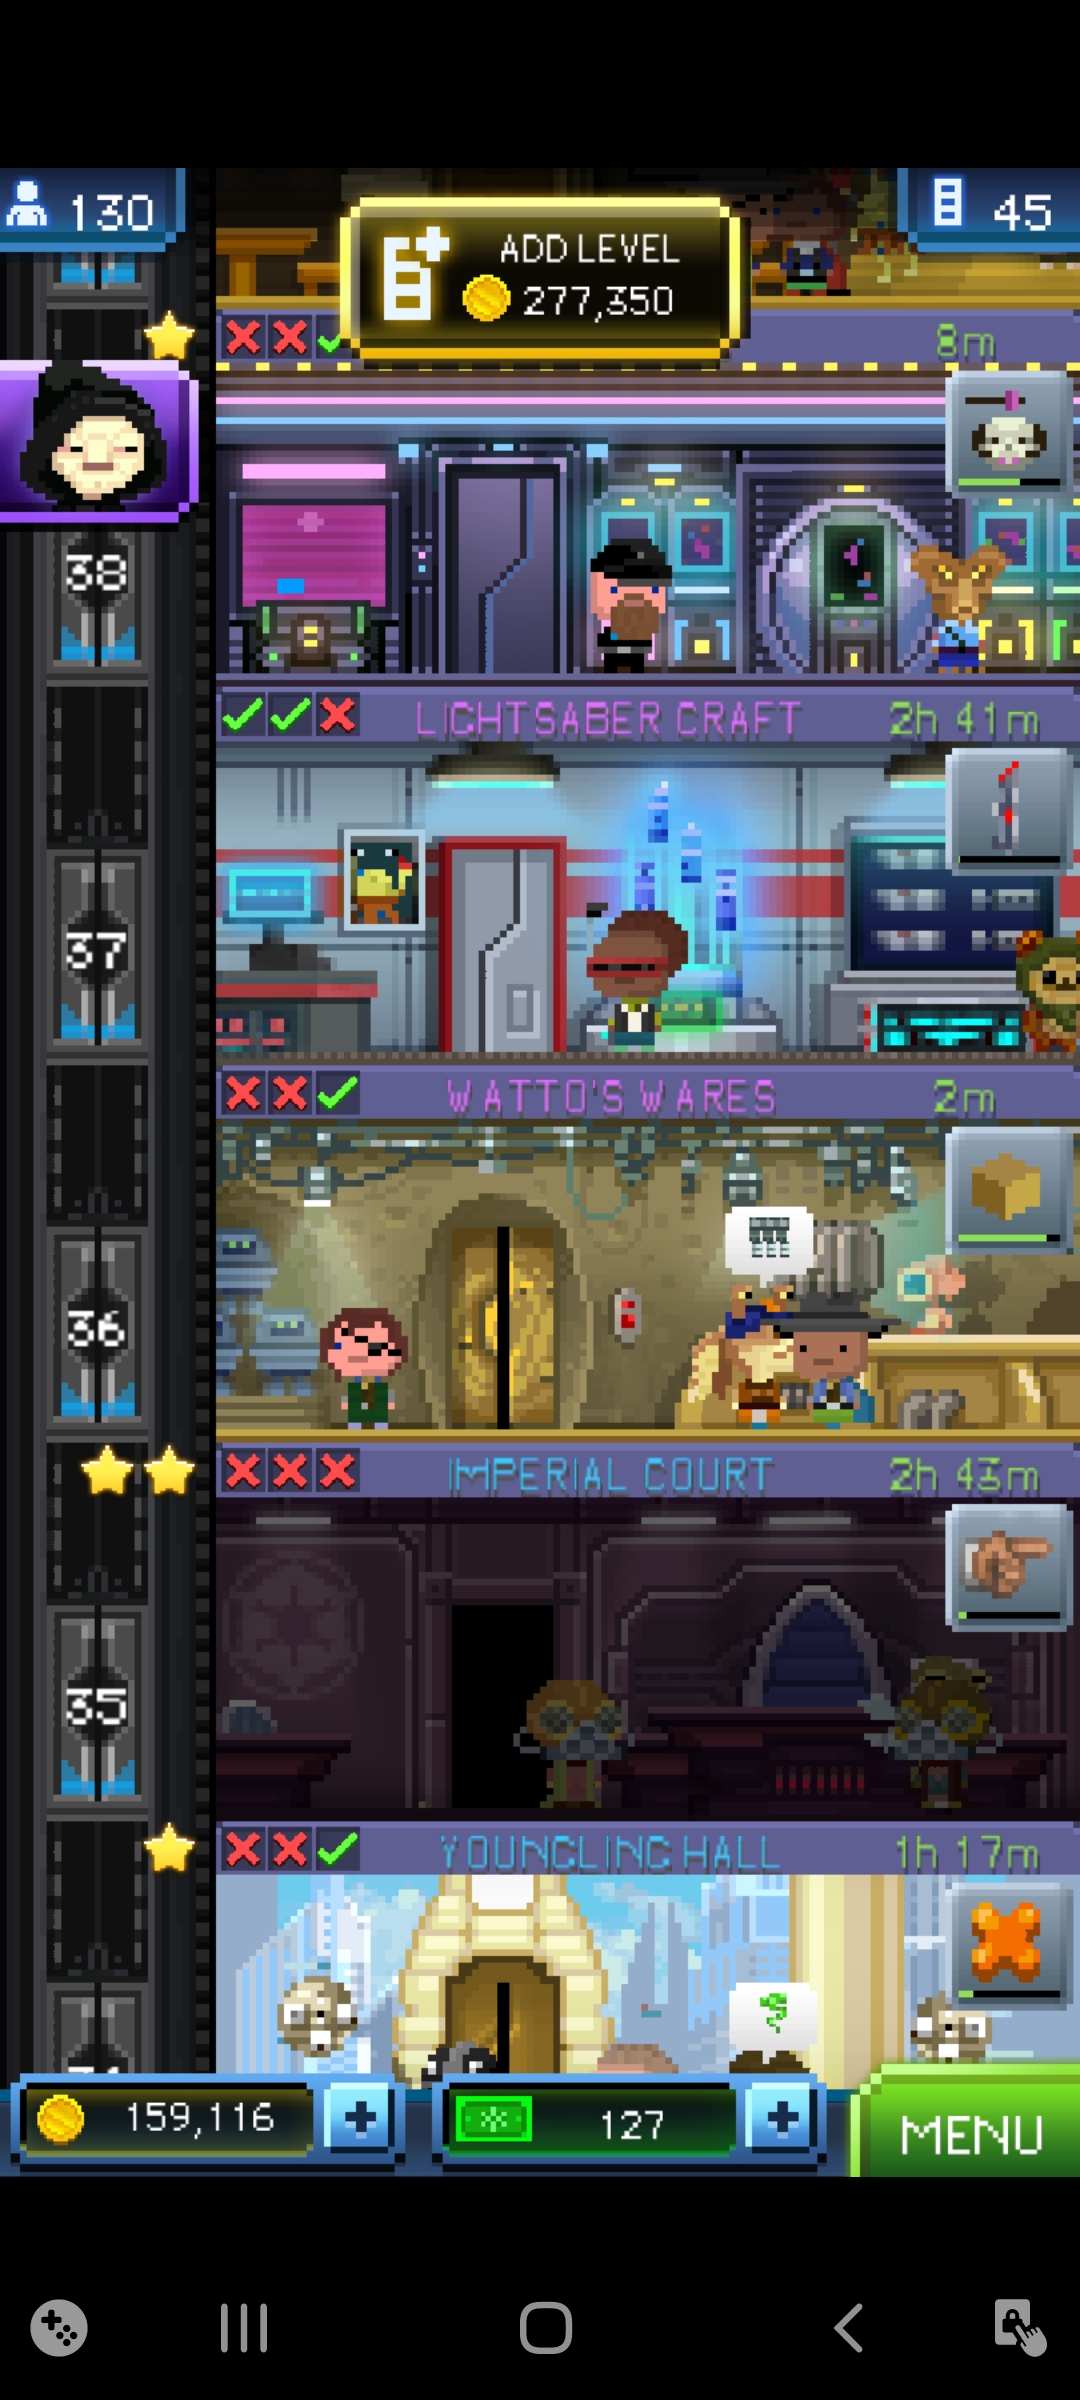 130
45
ADD LEVEL
277,350
8m
38
LIGHTSABER CRAFT
2h 41m
37
WATTO'S WARES
2m
36
IMPERIAL COURT
2h 43m
35
YOUNGLING HALL
1h 17m
159,116
127
MENU